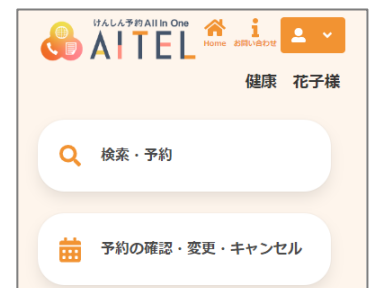 けんしん予約 All In One
AITEL
Home
お問い合わせ
健康 花子様
検索・予約
予約の確認・変更・キャンセル